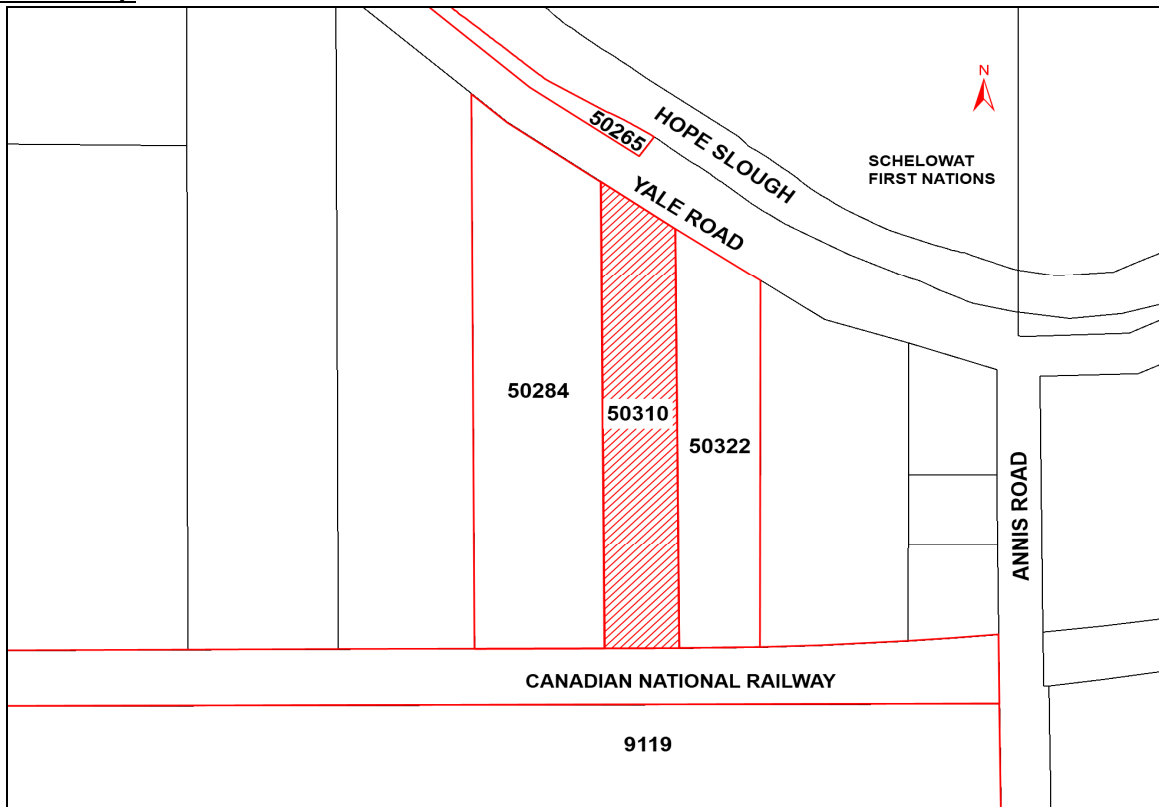 N
HOPE SLOUGH
50265
SCHELOWAT
FIRST NATIONS
YALE ROAD
50284
50310
50322
ANNIS ROAD
CANADIAN NATIONAL RAILWAY
9119